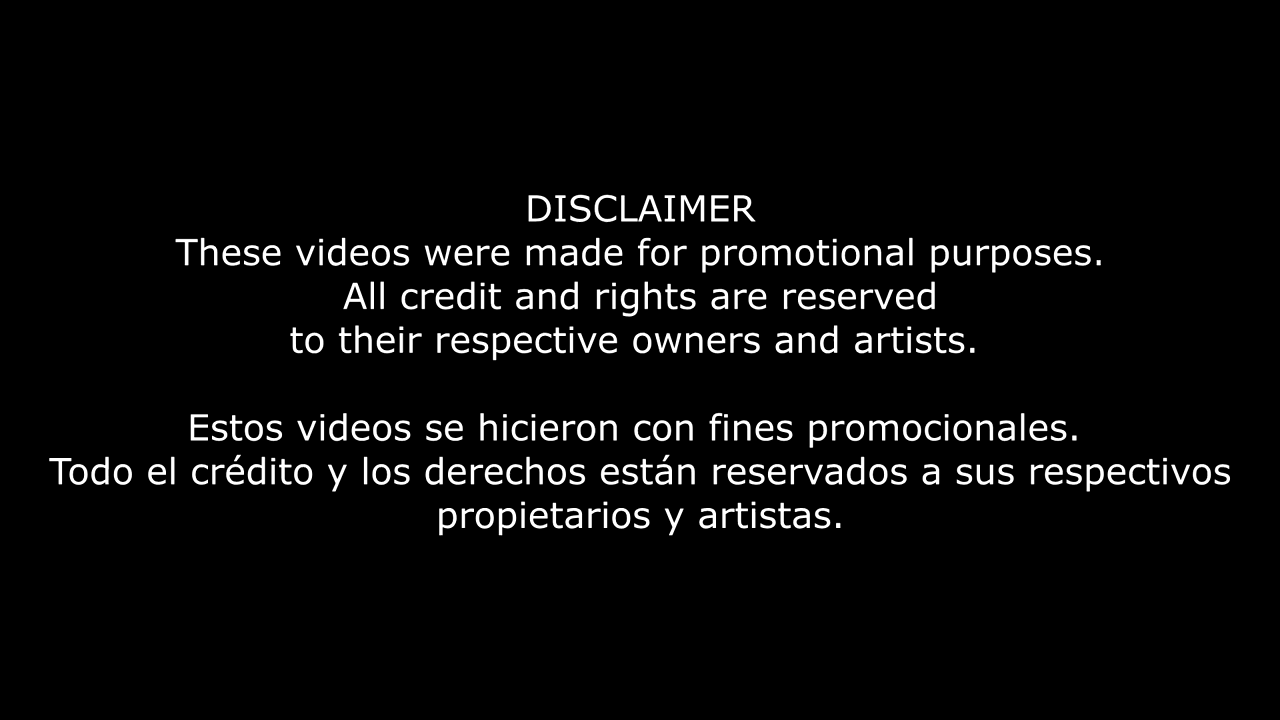 DISCLAIMER
These videos were made for promotional purposes.
All credit and rights are reserved
to their respective owners and artists.
Estos videos se hicieron con fines promocionales.
Todo el crédito y los derechos están reservados a sus respectivos
propietarios y artistas.